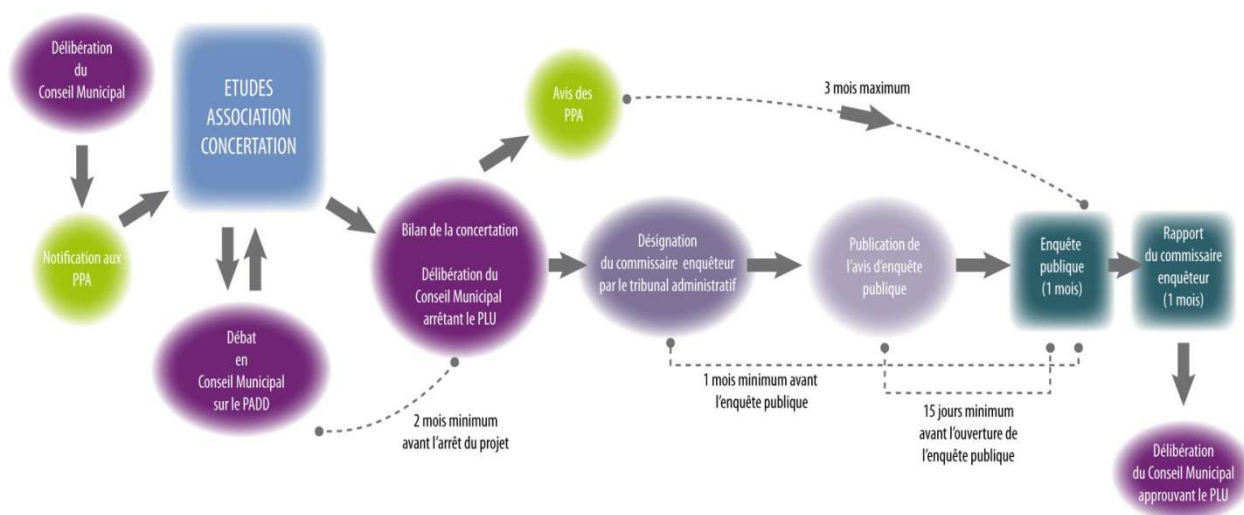 Délibération
du
Conseil Municipal
Notification aux
PPA
ETUDES
ASSOCIATION
CONCERTATION
Débat
en
Conseil Municipal
sur le PADD
2 mois minimum
avant l'arrêt du projet
Bilan de la concertation
Délibération du
Conseil Municipal
arrêtant le PLU
Avis des
PPA
3 mois maximum
Désignation
du commissaire enquêteur
par le tribunal administratif
Publication de
l'avis d'enquête
publique
1 mois minimum avant
l'enquête publique
15 jours minimum
avant l'ouverture de
l'enquête publique
Enquête
publique
(1 mois)
Rapport
du commissaire
enquêteur
(1 mois)
Délibération
du Conseil Municipal
approuvant le PLU